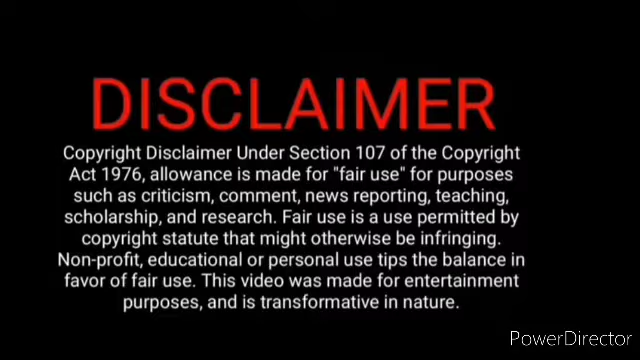 DISCLAIMER
Copyright Disclaimer Under Section 107 of the Copyright
Act 1976, allowance is made for "fair use" for purposes
such as criticism, comment, news reporting, teaching,
scholarship, and research. Fair use is a use permitted by
copyright statute that might otherwise be infringing.
Non-profit, educational or personal use tips the balance in
favor of fair use. This video was made for entertainment
purposes, and is transformative in nature.
PowerDirector